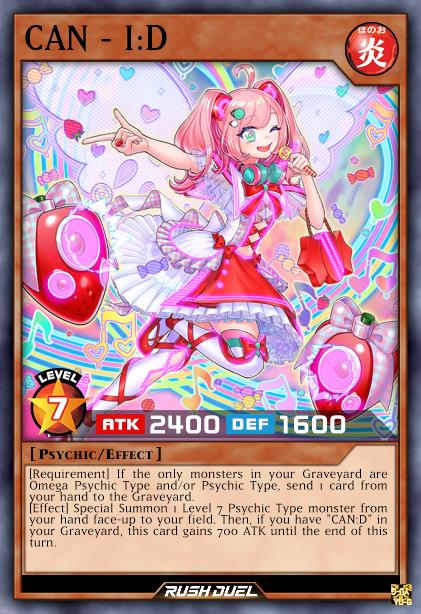 CAN - I:D
ほのお
炎
LEVEL
7
ATK 2400 DEF 1600
[ PSYCHIC/EFFECT ]
[Requirement] If the only monsters in your Graveyard are
Omega Psychic Type and/or Psychic Type, send 1 card from
your hand to the Graveyard.
[Effect] Special Summon 1 Level 7 Psychic Type monster from
your hand face-up to your field. Then, if you have "CAN:D" in
your Graveyard, this card gains 700 ATK until the end of this
turn.
RUSH DUEL